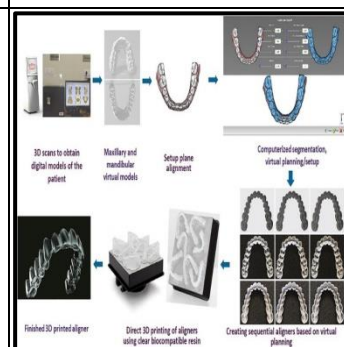 3D scans to obtain
digital models of the
patient
Maxillary and
mandibular
virtual models
Setup plane
alignment
Computerized segmentation,
virtual planning/setup
Creating sequential aligners based on virtual
planning
Direct 3D printing of aligners
using clear biocompatible resin
Finished 3D printed aligner